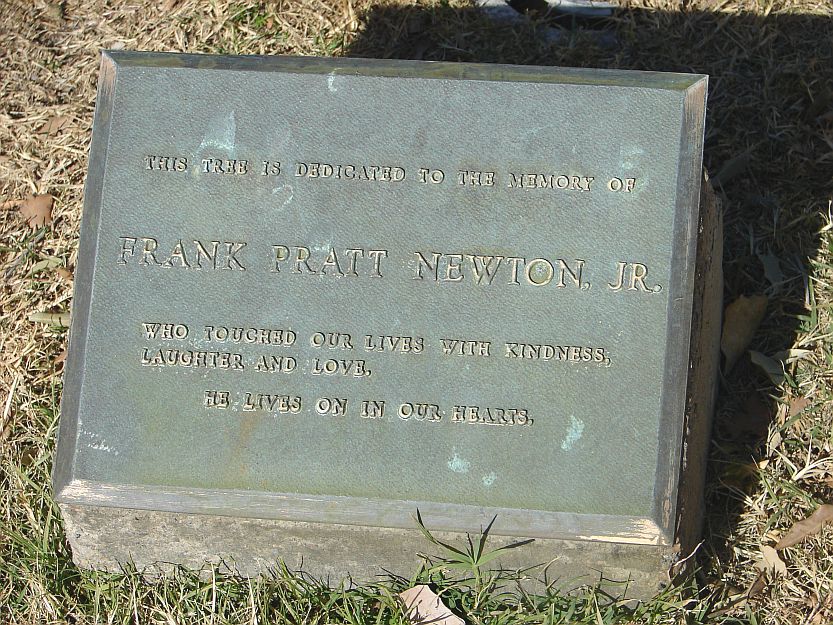 THIS TREE IS DEDICATED TO THE MEMORY OF
FRANK PRATT NEWTON, JR.
WHO TOUCHED OUR LIVES WITH KINDNESS,
LAUGHTER AND LOVE.
HE LIVES ON IN OUR HEARTS.